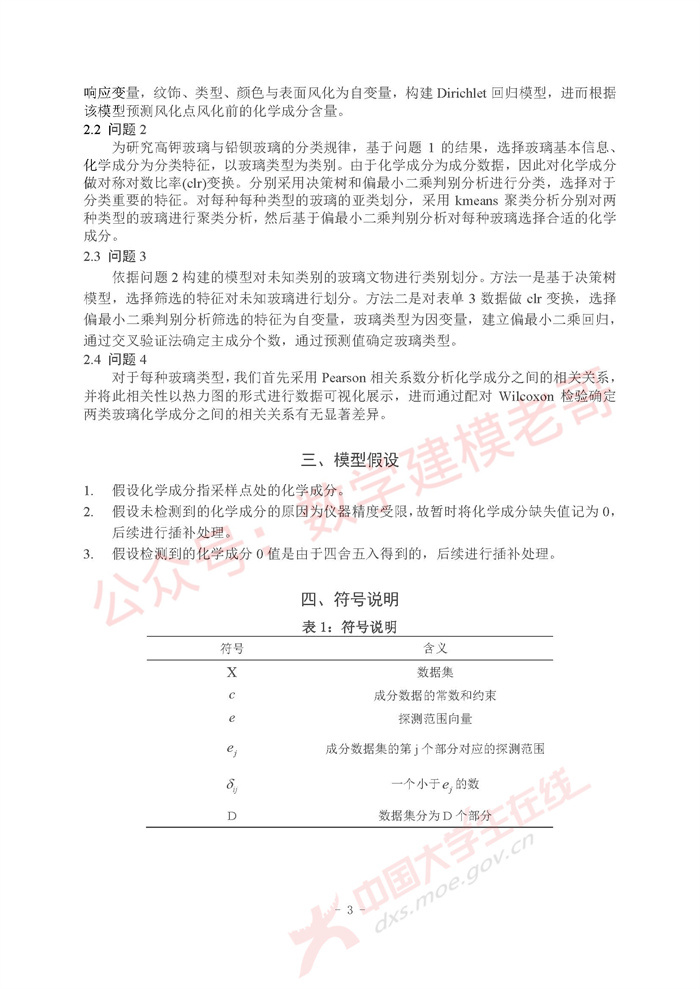 响应变量，纹饰、类型、颜色与表面风化为自变量，构建 Dirichlet 回归模型，进而根据
该模型预测风化点风化前的化学成分含量。
2.2 问题 2
为研究高钾玻璃与铅钡玻璃的分类规律，基于问题 1 的结果，选择玻璃基本信息、
化学成分为分类特征，以玻璃类型为类别。由于化学成分为成分数据，因此对化学成分
做对称对数比率(clr)变换。分别采用决策树和偏最小二乘判别分析进行分类，选择对于
分类重要的特征。对每种每种类型的玻璃的亚类划分，采用 kmeans 聚类分析分别对两
种类型的玻璃进行聚类分析，然后基于偏最小二乘判别分析对每种玻璃选择合适的化学
成分。
2.3 问题 3
依据问题 2 构建的模型对未知类别的玻璃文物进行类别划分。方法一是基于决策树
模型，选择筛选的特征对未知玻璃进行划分。方法二是对表单 3 数据做 clr 变换，选择
偏最小二乘判别分析筛选的特征为自变量，玻璃类型为因变量，建立偏最小二乘回归，
通过交叉验证法确定主成分个数，通过预测值确定玻璃类型。
2.4 问题 4
对于每种玻璃类型，我们首先采用 Pearson 相关系数分析化学成分之间的相关关系，
并将此相关性以热力图的形式进行数据可视化展示，进而通过配对 Wilcoxon 检验确定
两类玻璃化学成分之间的相关关系有无显著差异。
三、模型假设
1. 假设化学成分指采样点处的化学成分。
2. 假设未检测到的化学成分的原因为仪器精度受限，故暂时将化学成分缺失值记为 0，
后续进行插补处理。
3. 假设检测到的化学成分 0 值是由于四舍五入得到的，后续进行插补处理。
四、符号说明
表 1：符号说明
符号 含义
X 数据集
c 成分数据的常数和约束
e 探测范围向量
e_j 成分数据集的第 j 个部分对应的探测范围
δ_ij 一个小于 e_j 的数
D 数据集分为 D 个部分
- 3 -
公众号：数学建模老哥
中国大学生在线
dxs.moe.gov.cn